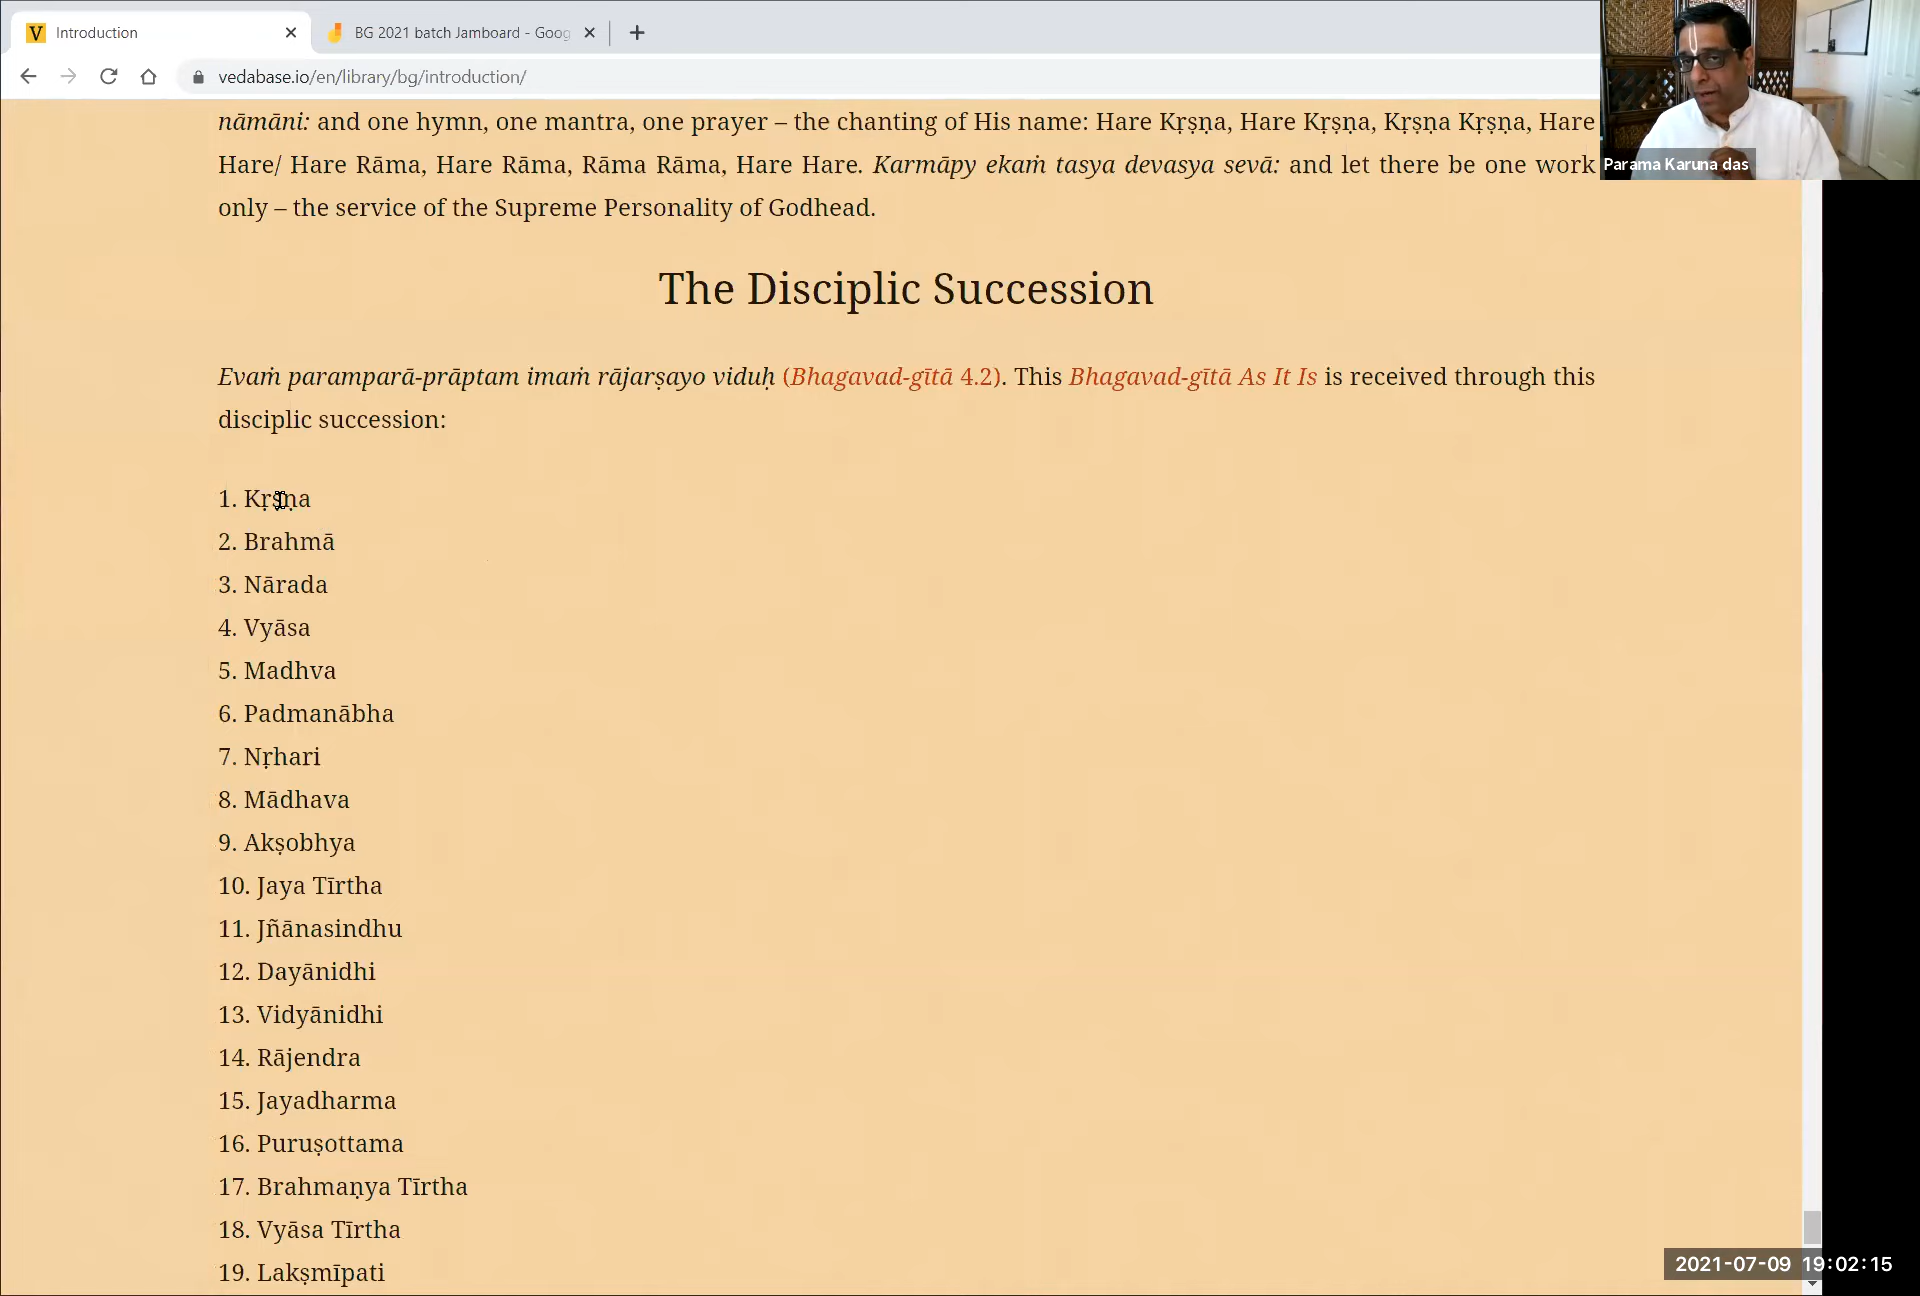 Introduction
BG 2021 batch Jamboard - Goog
vedabase.io/en/library/bg/introduction/
nāmāni: and one hymn, one mantra, one prayer – the chanting of His name: Hare Kṛṣṇa, Hare Kṛṣṇa, Kṛṣṇa Kṛṣṇa, Hare
Hare/ Hare Rāma, Hare Rāma, Rāma Rāma, Hare Hare. Karmāpy ekaṁ tasya devasya sevā: and let there be one work
only – the service of the Supreme Personality of Godhead.
Parama Karuna das
The Disciplic Succession
Evaṁ paramparā-prāptam imaṁ rājarṣayo viduḥ (Bhagavad-gītā 4.2). This Bhagavad-gītā As It Is is received through this
disciplic succession:
1. Kṛṣṇa
2. Brahmā
3. Nārada
4. Vyāsa
5. Madhva
6. Padmanābha
7. Nṛhari
8. Mādhava
9. Akṣobhya
10. Jaya Tīrtha
11. Jñānasindhu
12. Dayānidhi
13. Vidyānidhi
14. Rājendra
15. Jayadharma
16. Puruṣottama
17. Brahmaṇya Tīrtha
18. Vyāsa Tīrtha
19. Lakṣmīpati
2021-07-09 19:02:15